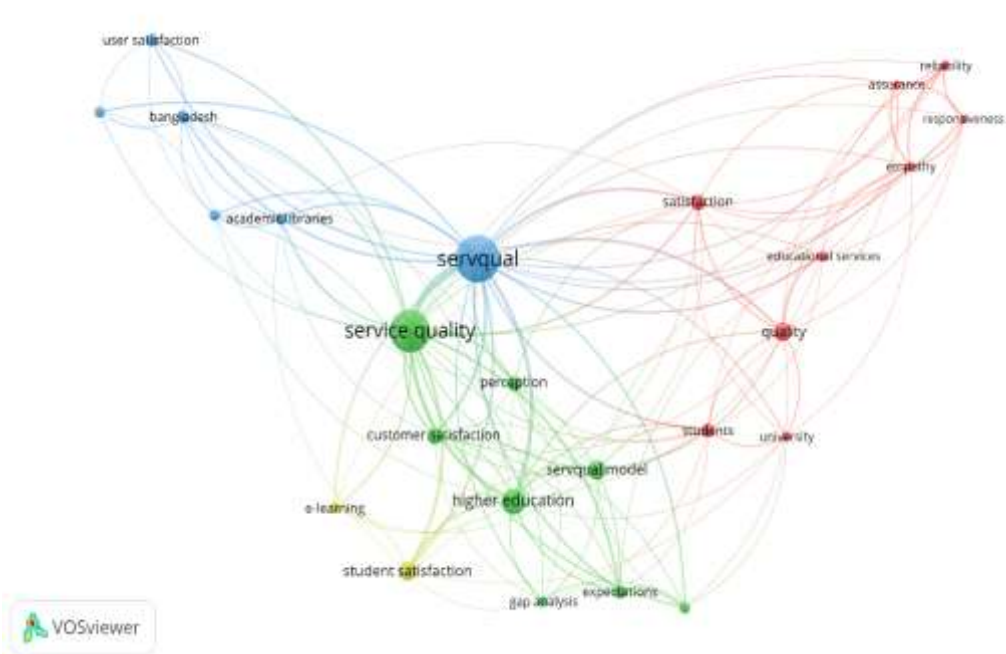 user satisfaction
reliability
assurance
bangladesh
responsiveness
empathy
satisfaction
academic libraries
servqual
educational services
service quality
quality
perception
customer satisfaction
students
university
servqual model
higher education
e-learning
student satisfaction
expectations
gap analysis
VOSviewer